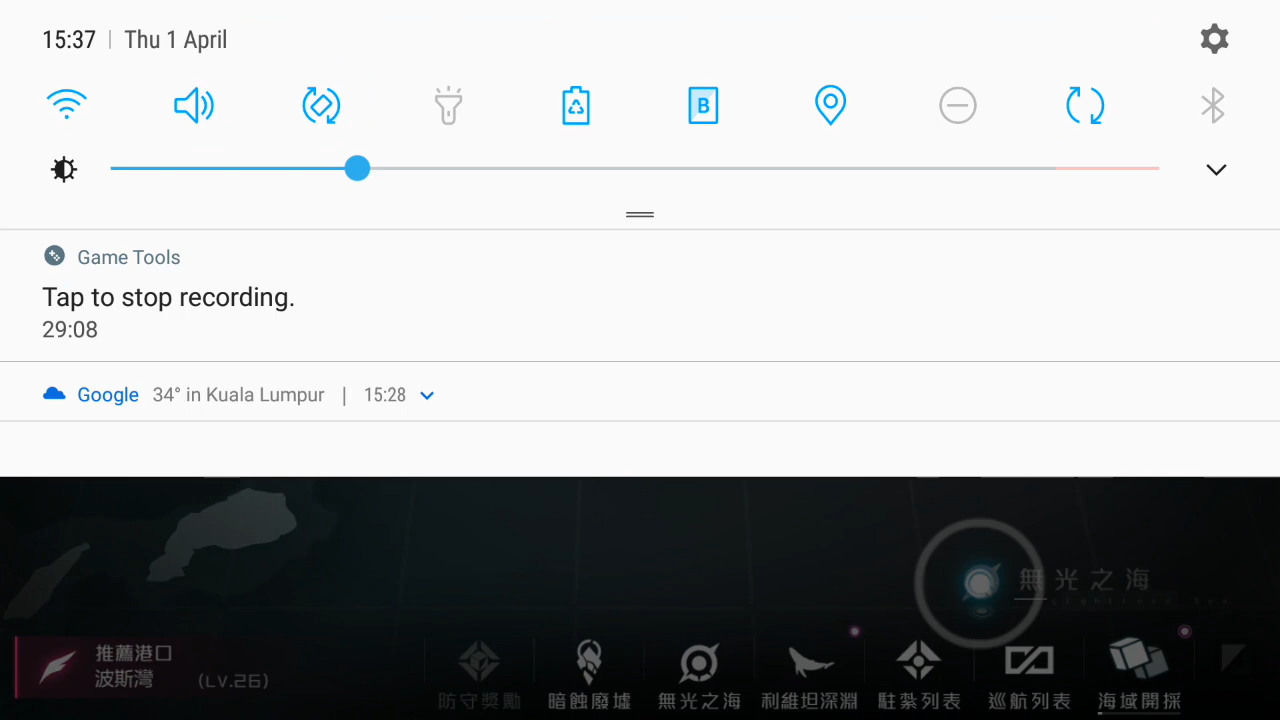 15:37 | Thu 1 April
B
Game Tools
Tap to stop recording.
29:08
Google 34° in Kuala Lumpur | 15:28
無光之海
推薦港口
波斯灣 (LV.26)
防守獎勵 暗蝕廢墟 無光之海 利維坦深淵 駐紮列表 巡航列表 海域開採